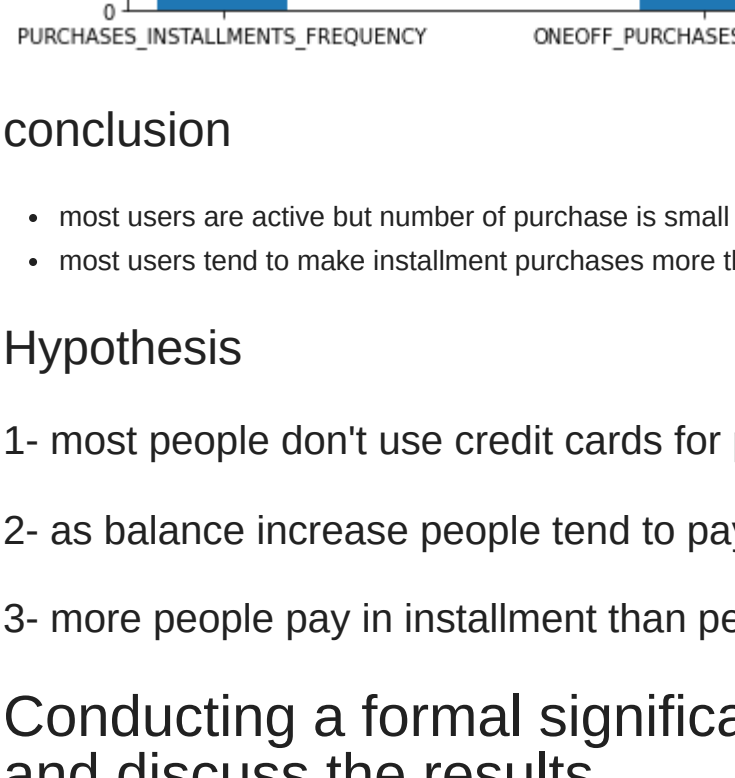 0
PURCHASES_INSTALLMENTS_FREQUENCY ONEOFF_PURCHASES
conclusion
most users are active but number of purchase is small
most users tend to make installment purchases more
Hypothesis
1- most people don't use credit cards for
2- as balance increase people tend to
3- more people pay in installment than
Conducting a formal
and discuss the results